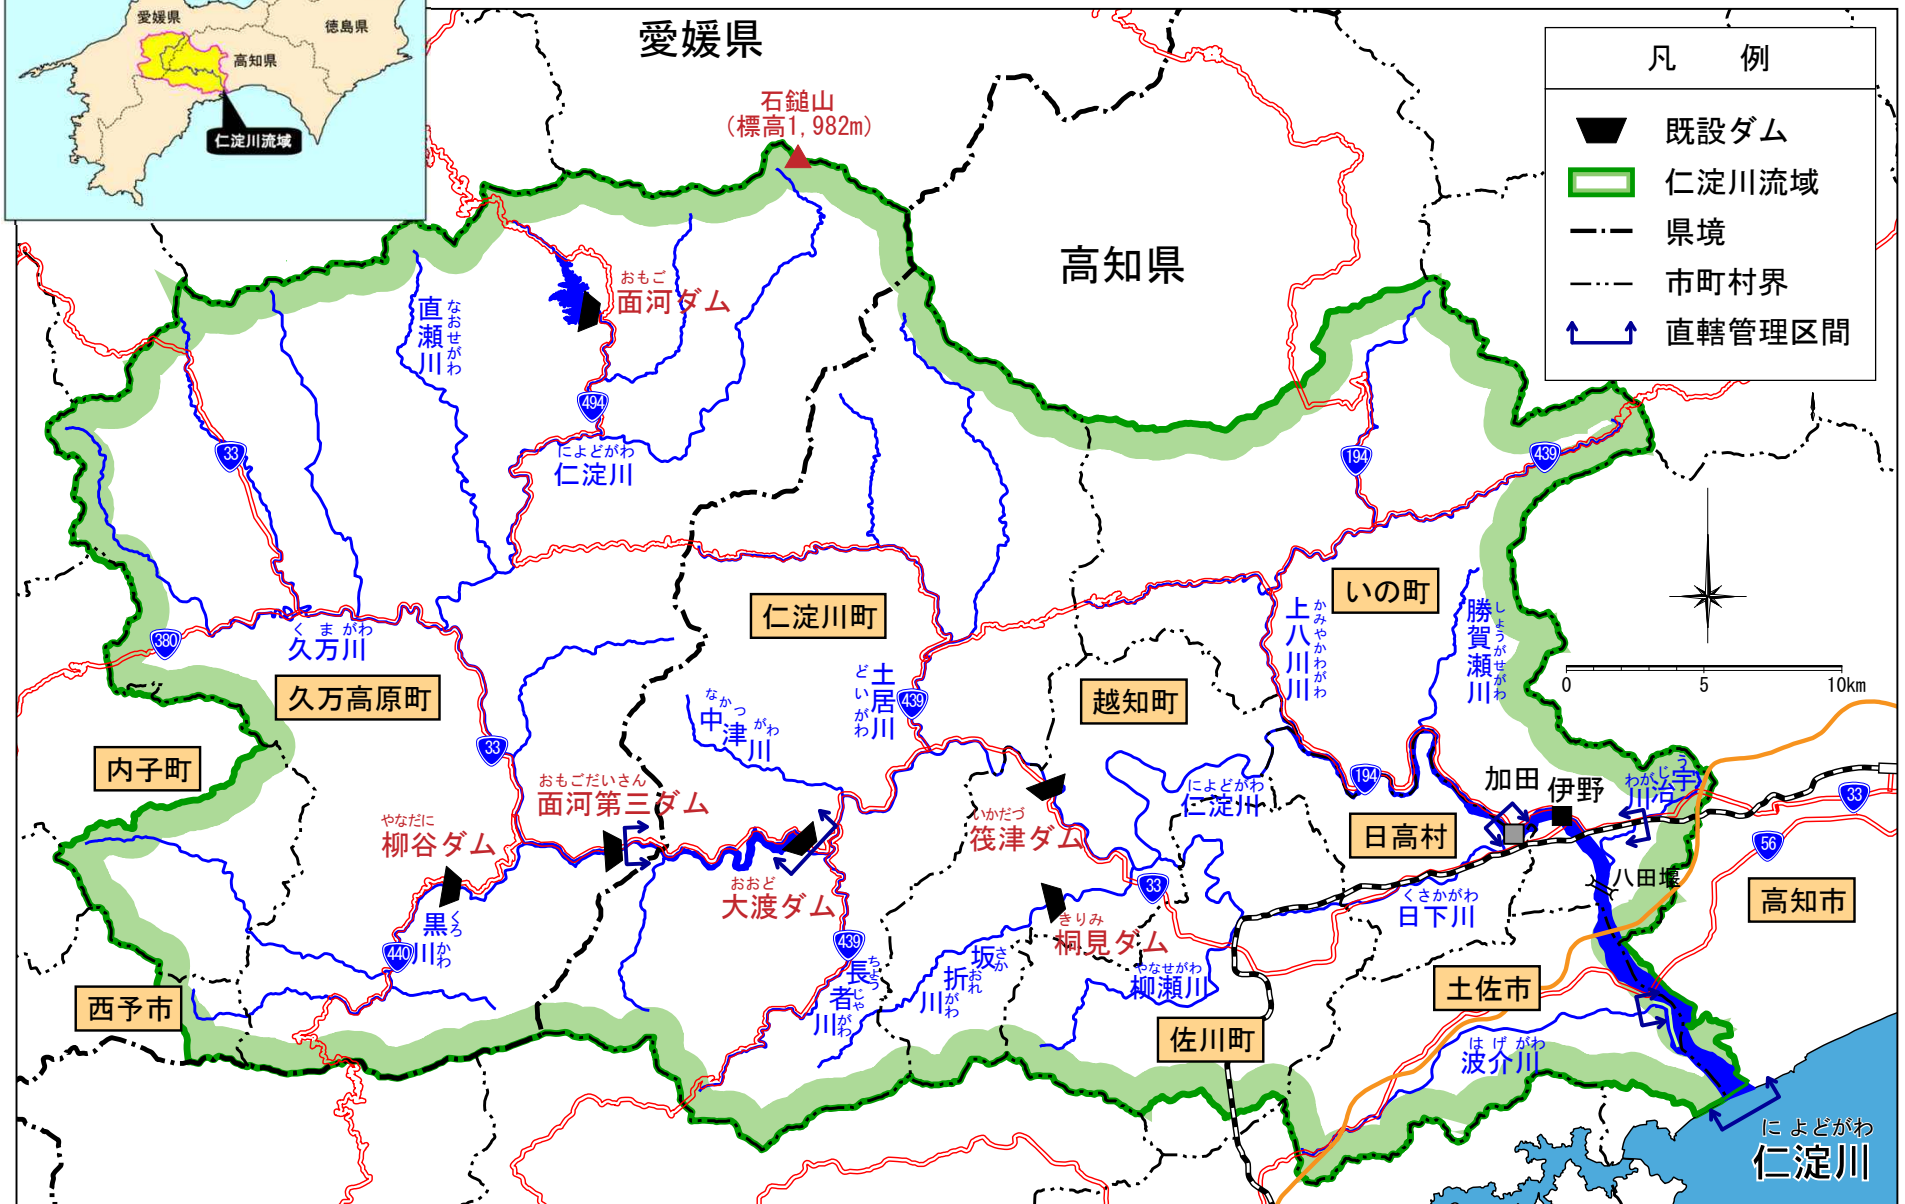 愛媛県
徳島県
高知県
仁淀川流域
愛媛県
石鎚山
(標高1,982m)
高知県
凡 例
既設ダム
仁淀川流域
県境
市町村界
直轄管理区間
おもご
面河ダム
直瀬川
なおせがわ
494
33
によどがわ
仁淀川
194
439
380
くまがわ
久万川
久万高原町
仁淀川町
いの町
上八川川
かみやかわがわ
勝賀瀬川
しょうがせがわ
0 5 10km
土居川
どいがわ
439
越知町
なかつがわ
中津川
33
内子町
おもごだいさん
面河第三ダム
やなだに
柳谷ダム
おおど
大渡ダム
いかだづ
筏津ダム
によどがわ
仁淀川
194
日高村
加田
伊野
うじがわ
宇治川
33
56
八田堰
高知市
33
くさかがわ
日下川
きりみ
桐見ダム
くろかわ
黒川
440
439
ちょうじゃがわ
長者川
さかおれがわ
坂折川
やなせがわ
柳瀬川
土佐市
西予市
佐川町
はげがわ
波介川
によどがわ
仁淀川